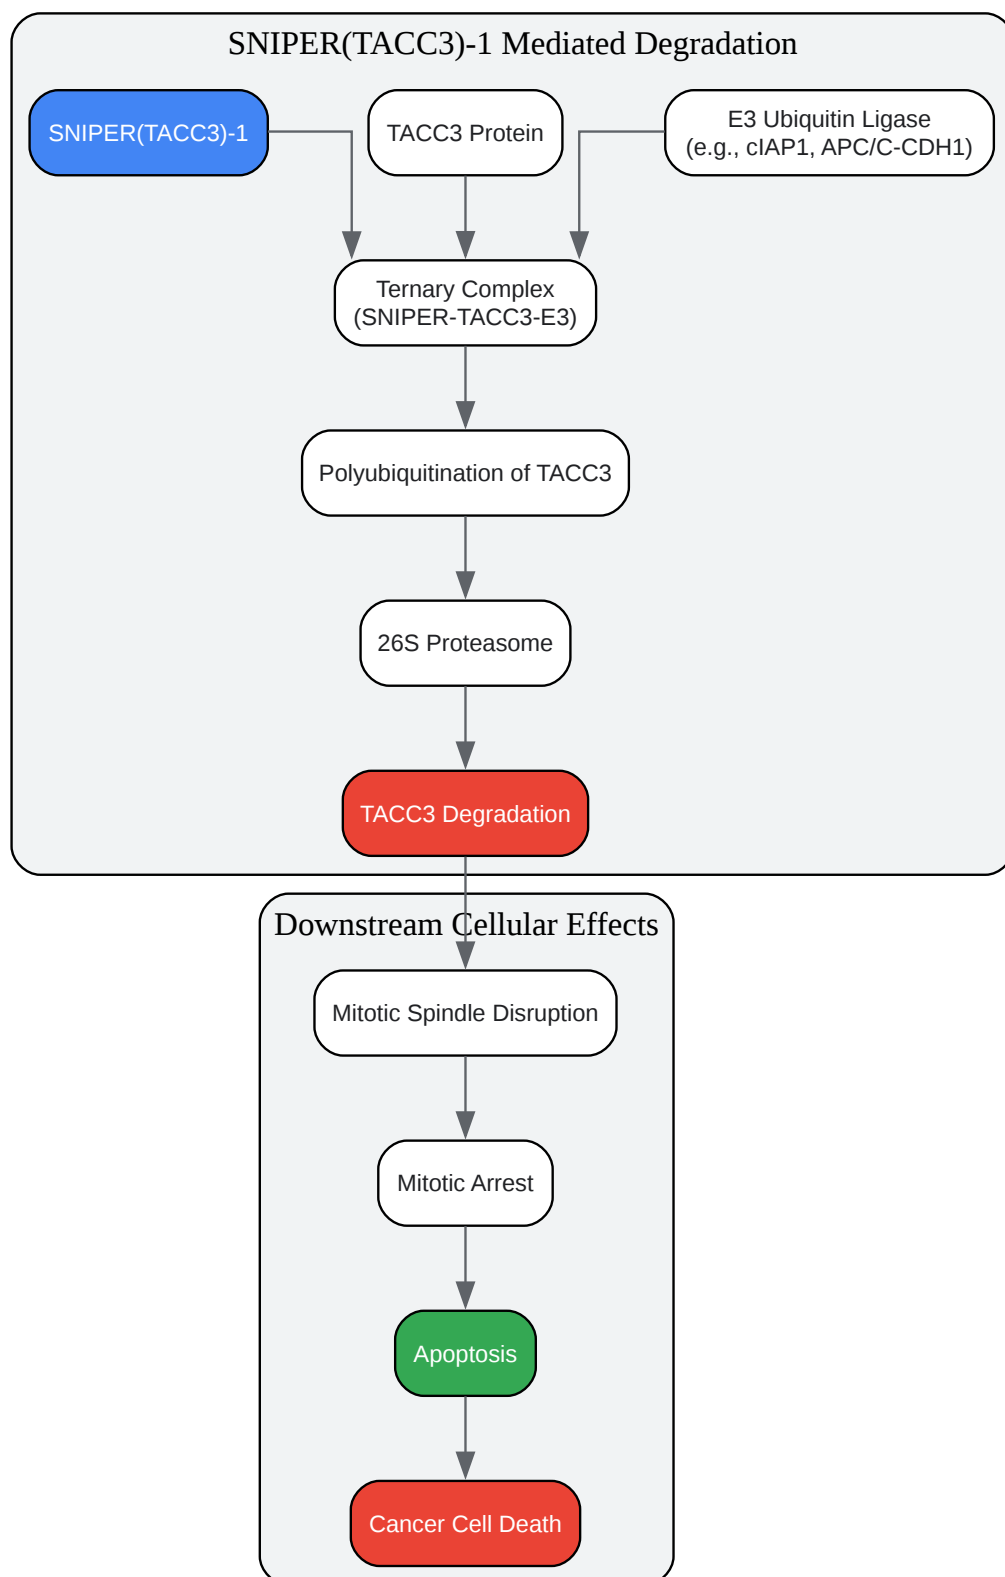 SNIPER(TACC3)-1 Mediated Degradation
SNIPER(TACC3)-1
TACC3 Protein
E3 Ubiquitin Ligase
(e.g., cIAP1, APC/C-CDH1)
Ternary Complex
(SNIPER-TACC3-E3)
Polyubiquitination of TACC3
26S Proteasome
TACC3 Degradation
Downstream Cellular Effects
Mitotic Spindle Disruption
Mitotic Arrest
Apoptosis
Cancer Cell Death